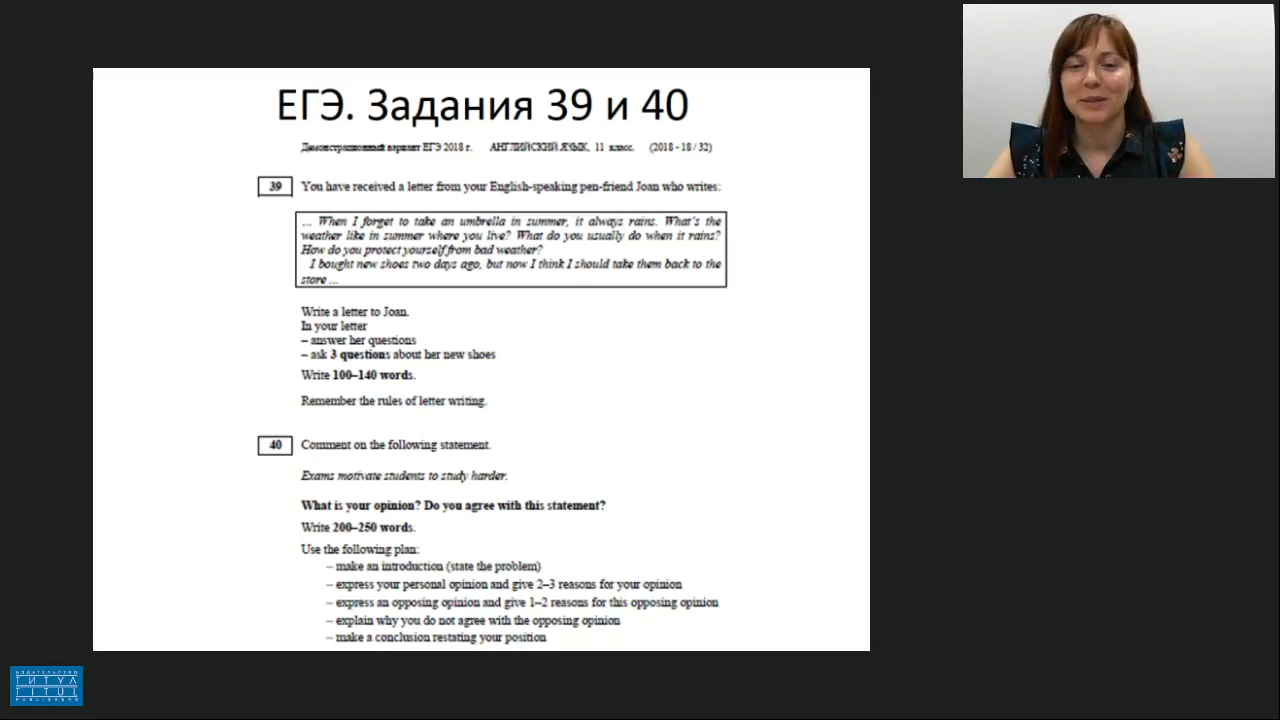 ЕГЭ. Задания 39 и 40
Демонстрационный вариант ЕГЭ 2018 г. АНГЛИЙСКИЙ ЯЗЫК, 11 класс. (2018 - 18 / 32)
39 You have received a letter from your English-speaking pen-friend Joan who writes:
... When I forget to take an umbrella in summer, it always rains. What's the
weather like in summer where you live? What do you usually do when it rains?
How do you protect yourself from bad weather?
I bought new shoes two days ago, but now I think I should take them back to the
store ...
Write a letter to Joan.
In your letter
– answer her questions
– ask 3 questions about her new shoes
Write 100–140 words.
Remember the rules of letter writing.
40 Comment on the following statement.
Exams motivate students to study harder.
What is your opinion? Do you agree with this statement?
Write 200–250 words.
Use the following plan:
– make an introduction (state the problem)
– express your personal opinion and give 2–3 reasons for your opinion
– express an opposing opinion and give 1–2 reasons for this opposing opinion
– explain why you do not agree with the opposing opinion
– make a conclusion restating your position
ИЗДАТЕЛЬСТВО
ТИТУЛ
TITUL
PUBLISHERS